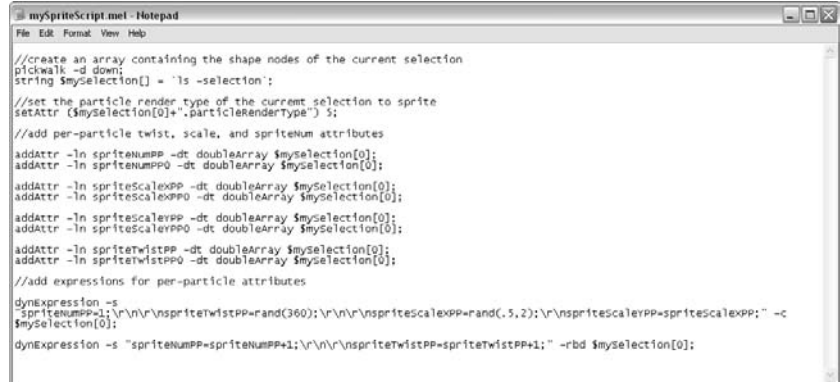 mySpriteScript.mel - Notepad
File Edit Format View Help
//create an array containing the shape nodes of the current selection
pickwalk -d down;
string $mySelection[] = `ls -selection`;
//set the particle render type of the curremt selection to sprite
setAttr ($mySelection[0]+".particleRenderType") 5;
//add per-particle twist, scale, and spriteNum attributes
addAttr -ln spriteNumPP -dt doubleArray $mySelection[0];
addAttr -ln spriteNumPP0 -dt doubleArray $mySelection[0];
addAttr -ln spriteScaleXPP -dt doubleArray $mySelection[0];
addAttr -ln spriteScaleXPP0 -dt doubleArray $mySelection[0];
addAttr -ln spriteScaleYPP -dt doubleArray $mySelection[0];
addAttr -ln spriteScaleYPP0 -dt doubleArray $mySelection[0];
addAttr -ln spriteTwistPP -dt doubleArray $mySelection[0];
addAttr -ln spriteTwistPP0 -dt doubleArray $mySelection[0];
//add expressions for per-particle attributes
dynExpression -s
"spriteNumPP=1;\r\n\r\nspriteTwistPP=rand(360);\r\n\r\nspriteScaleXPP=rand(.5,2);\r\nspriteScaleYPP=spriteScaleXPP;" -c
$mySelection[0];
dynExpression -s "spriteNumPP=spriteNumPP+1;\r\n\r\nspriteTwistPP=spriteTwistPP+1;" -rbd $mySelection[0];